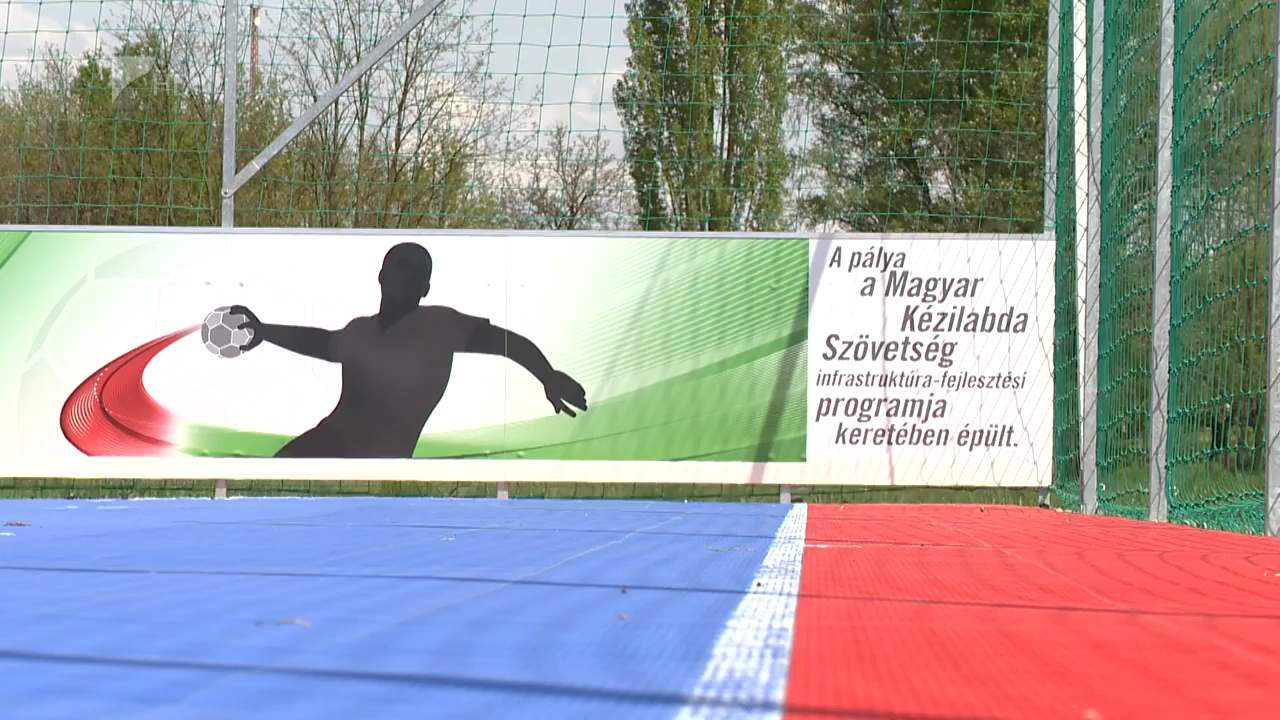 A pálya
a Magyar
Kézilabda
Szövetség
infrastruktúra-fejlesztési
programja
keretében épült.